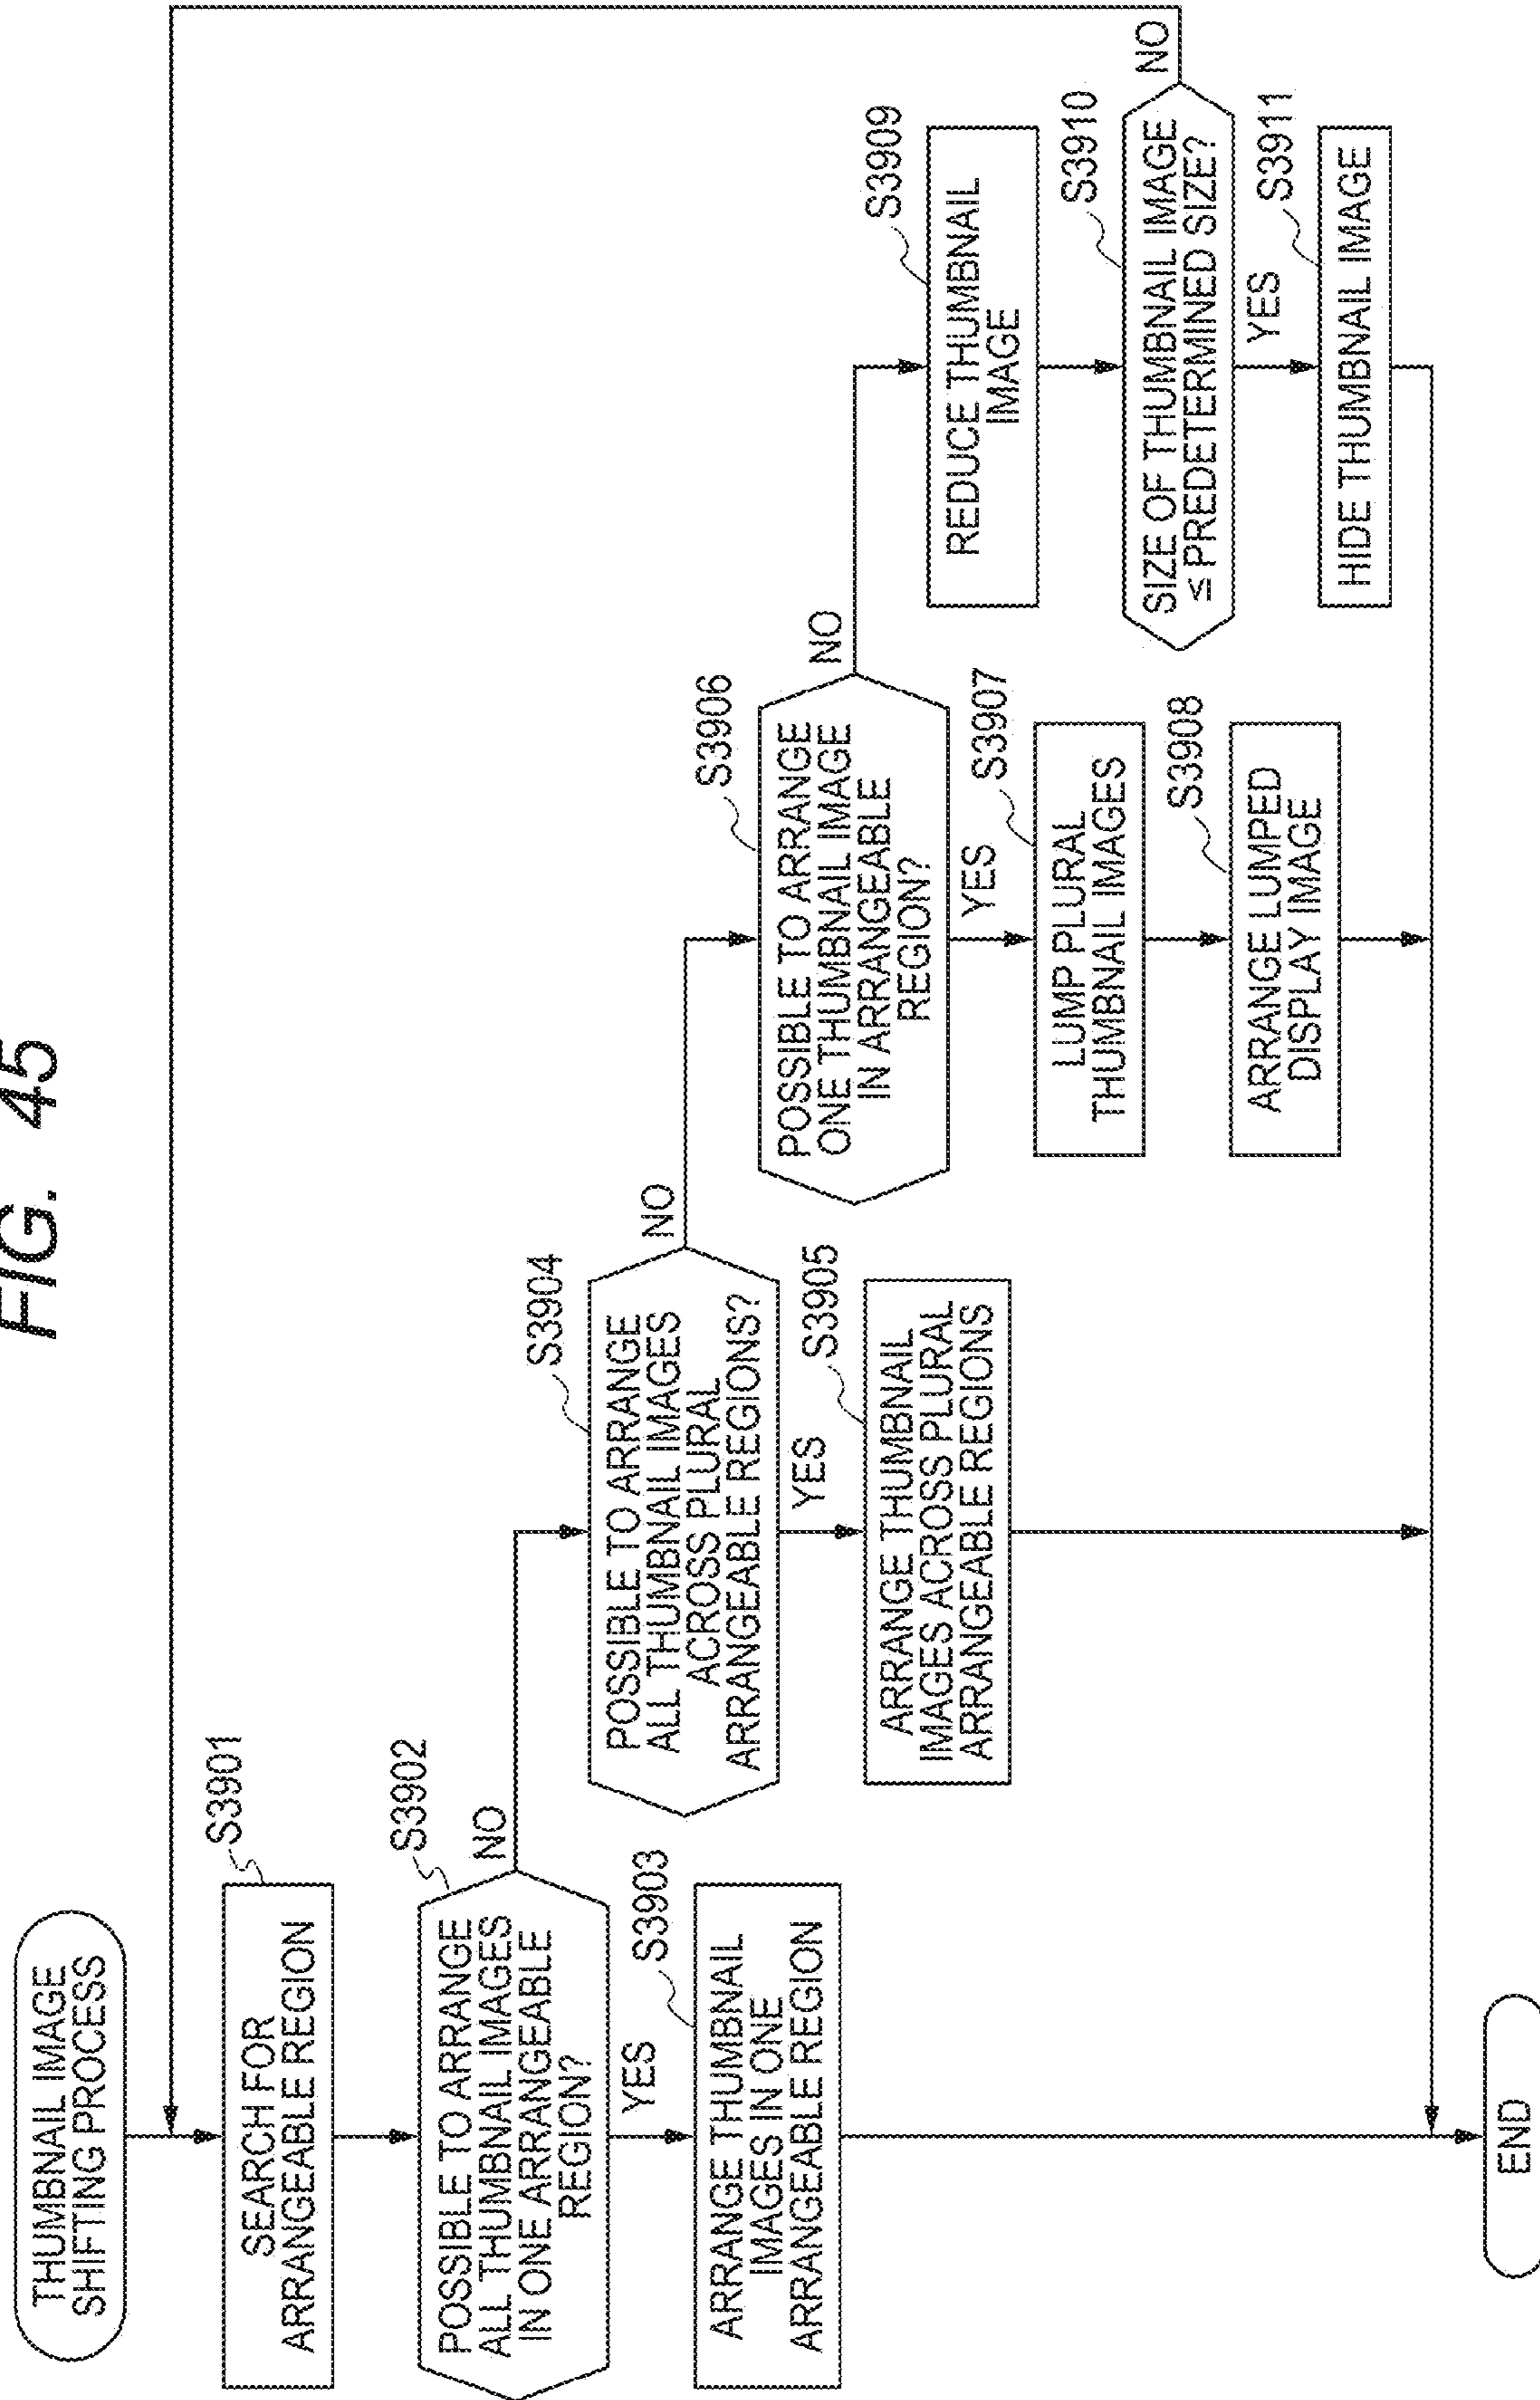 FIG. 45
THUMBNAIL IMAGE
SHIFTING PROCESS
S3901
SEARCH FOR
ARRANGEABLE REGION
S3902
POSSIBLE TO ARRANGE
ALL THUMBNAIL IMAGES
IN ONE ARRANGEABLE
REGION?
NO
YES
S3903
ARRANGE THUMBNAIL
IMAGES IN ONE
ARRANGEABLE REGION
S3904
POSSIBLE TO ARRANGE
ALL THUMBNAIL IMAGES
ACROSS PLURAL
ARRANGEABLE REGIONS?
NO
YES
S3905
ARRANGE THUMBNAIL
IMAGES ACROSS PLURAL
ARRANGEABLE REGIONS
S3906
POSSIBLE TO ARRANGE
ONE THUMBNAIL IMAGE
IN ARRANGEABLE
REGION?
NO
YES
S3907
LUMP PLURAL
THUMBNAIL IMAGES
S3908
ARRANGE LUMPED
DISPLAY IMAGE
S3909
REDUCE THUMBNAIL
IMAGE
S3910
SIZE OF THUMBNAIL IMAGE
≤ PREDETERMINED SIZE?
NO
YES
S3911
HIDE THUMBNAIL IMAGE
END